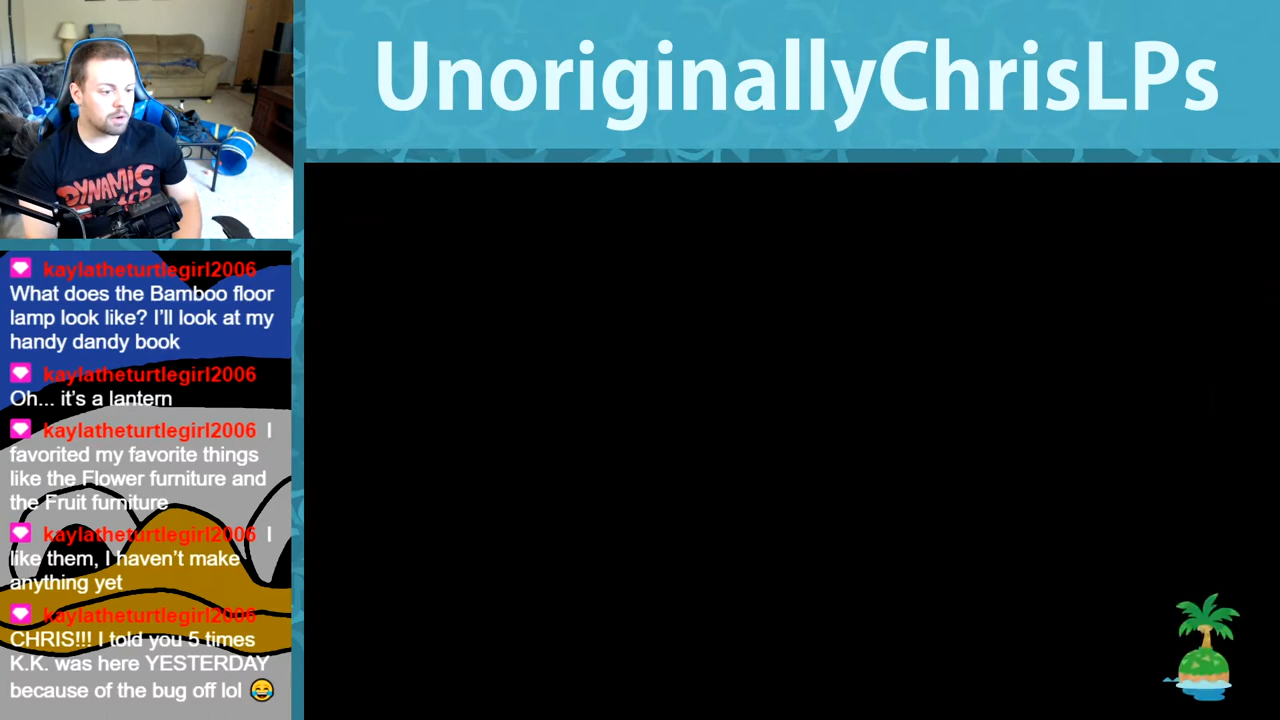 UnoriginallyChrisLPs
DYNAMIC
kaylatheturtlegirl2006
What does the Bamboo floor
lamp look like? I'll look at my
handy dandy book
kaylatheturtlegirl2006
Oh... it's a lantern
kaylatheturtlegirl2006 I
favorited my favorite things
like the Flower furniture and
the Fruit furniture
kaylatheturtlegirl2006 I
like them, I haven't make
anything yet
kaylatheturtlegirl2006
CHRIS!!! I told you 5 times
K.K. was here YESTERDAY
because of the bug off lol 😂